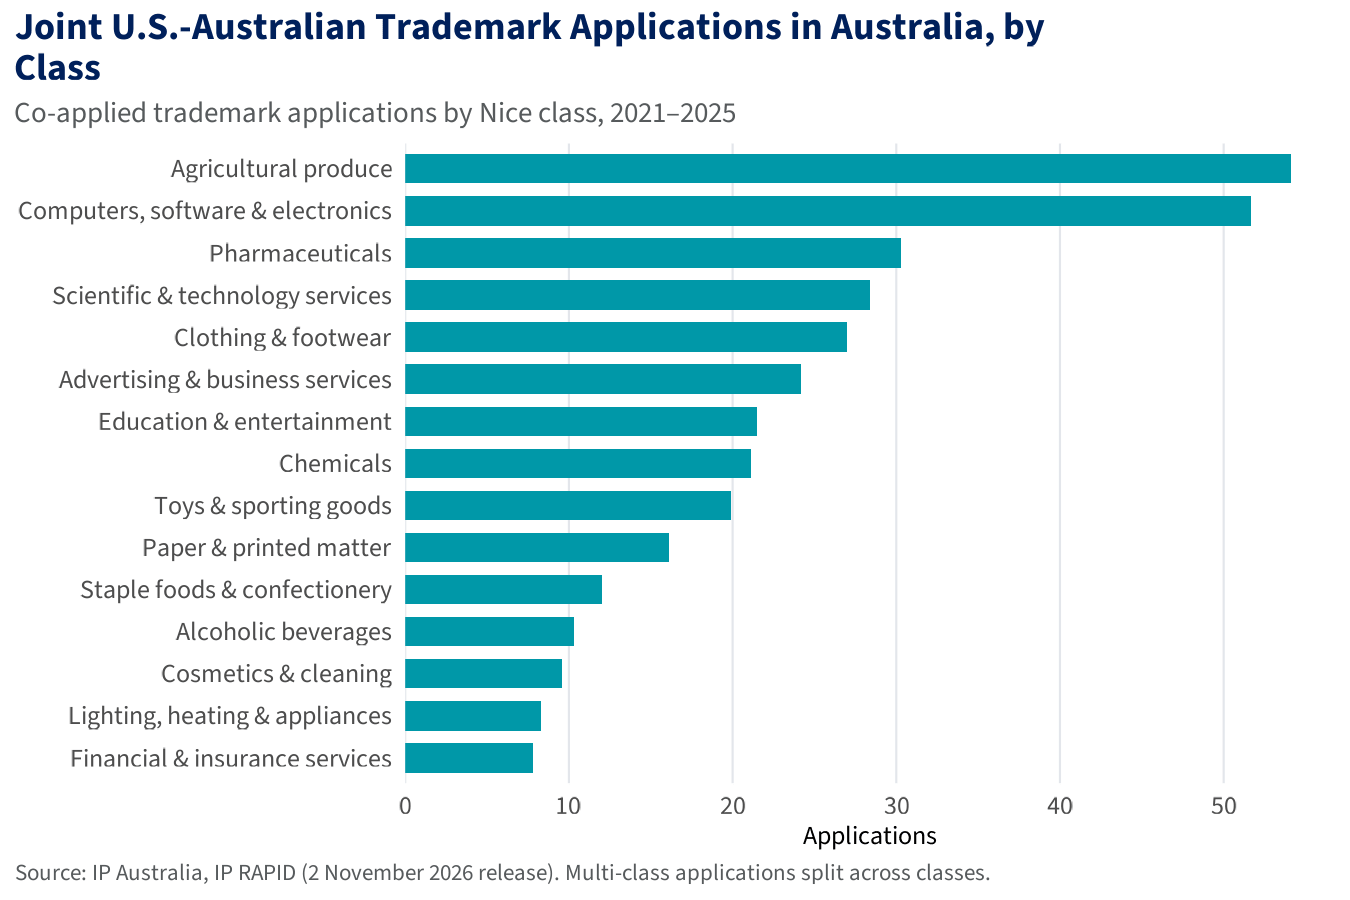 Joint U.S.-Australian Trademark Applications in Australia, by
Class
Co-applied trademark applications by Nice class, 2021–2025
Agricultural produce
Computers, software & electronics
Pharmaceuticals
Scientific & technology services
Clothing & footwear
Advertising & business services
Education & entertainment
Chemicals
Toys & sporting goods
Paper & printed matter
Staple foods & confectionery
Alcoholic beverages
Cosmetics & cleaning
Lighting, heating & appliances
Financial & insurance services
0 10 20 30 40 50
Applications
Source: IP Australia, IP RAPID (2 November 2026 release). Multi-class applications split across classes.